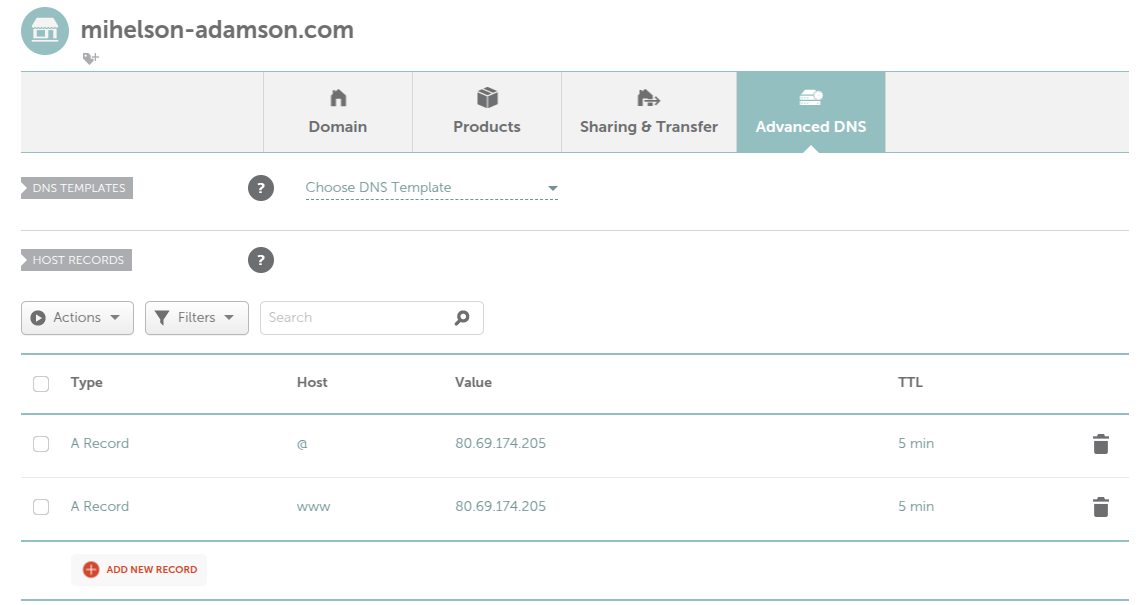 mihelson-adamson.com
Domain
Products
Sharing & Transfer
Advanced DNS
DNS TEMPLATES
?
Choose DNS Template
HOST RECORDS
?
Actions
Filters
Search
Type Host Value TTL
A Record @ 80.69.174.205 5 min
A Record www 80.69.174.205 5 min
ADD NEW RECORD